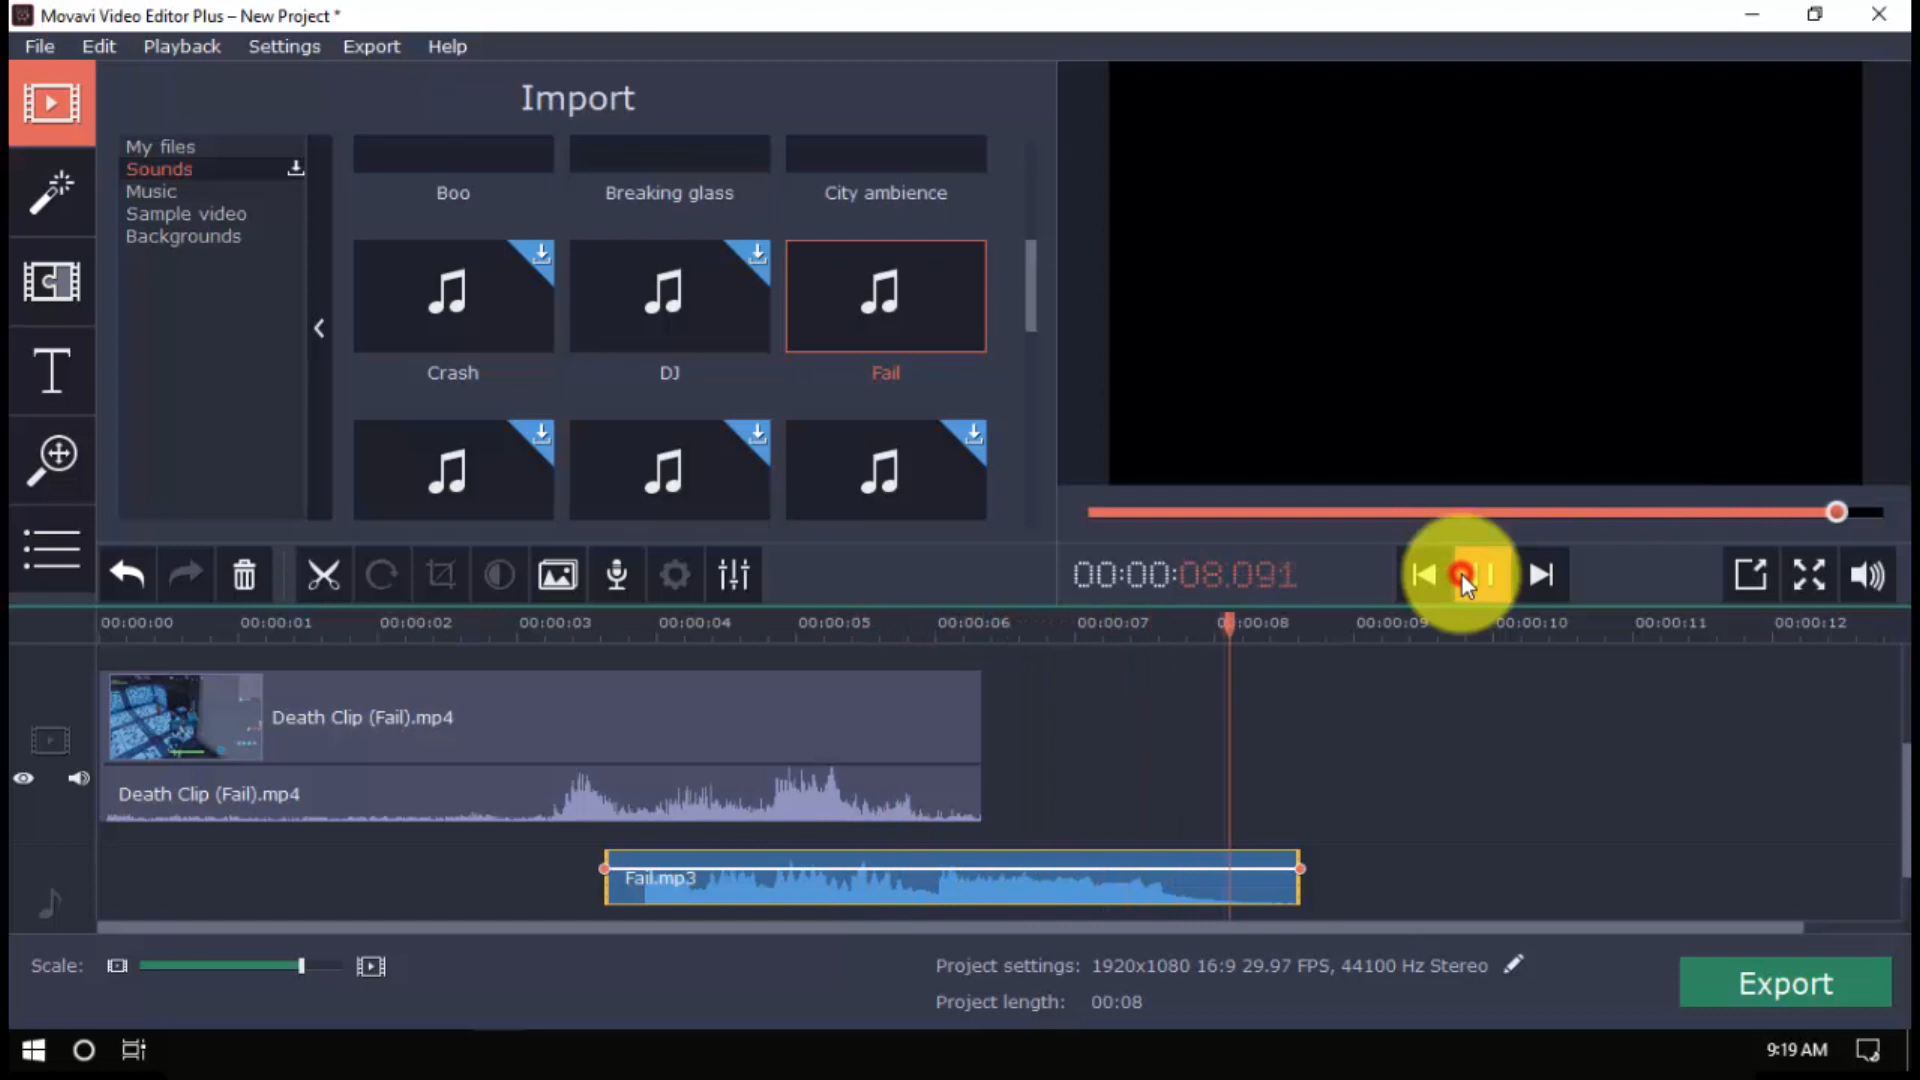 Movavi Video Editor Plus – New Project *
File Edit Playback Settings Export Help
Import
My files
Sounds
Music
Sample video
Backgrounds
Boo Breaking glass City ambience
Crash DJ Fail
00:00:08.091
00:00:00 00:00:01 00:00:02 00:00:03 00:00:04 00:00:05 00:00:06 00:00:07 00:00:08 00:00:09 00:00:10 00:00:11 00:00:12
Death Clip (Fail).mp4
Death Clip (Fail).mp4
Fail.mp3
Scale:
Project settings: 1920x1080 16:9 29.97 FPS, 44100 Hz Stereo
Project length: 00:08
Export
9:19 AM